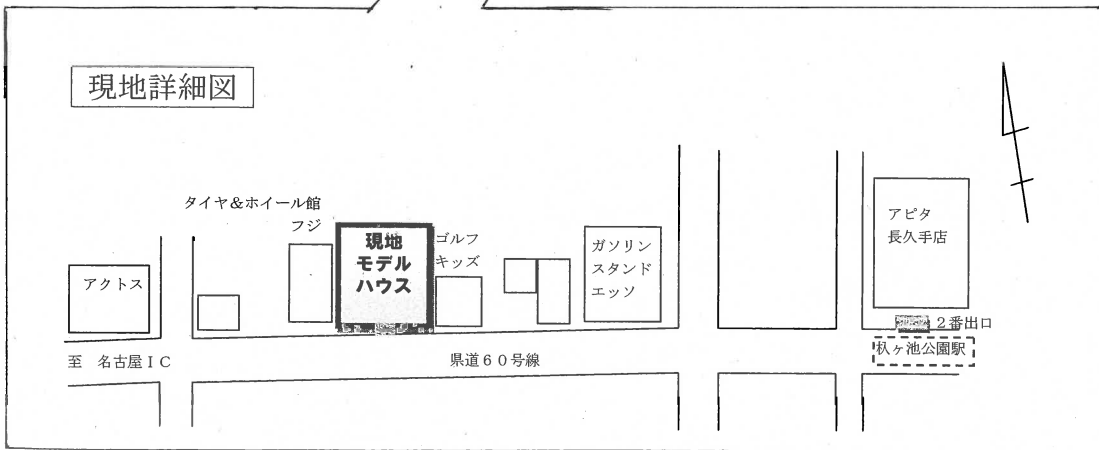 現地詳細図
タイヤ&ホイール館
フジ
現地
モデル
ハウス
ゴルフ
キッズ
ガソリン
スタンド
エッソ
アピタ
長久手店
アクトス
2番出口
杁ヶ池公園駅
至 名古屋IC
県道60号線